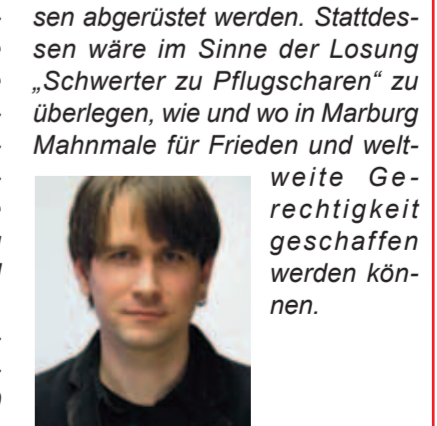 sen abgerüstet werden. Stattdes-
sen wäre im Sinne der Losung
„Schwerter zu Pflugscharen“ zu
überlegen, wie und wo in Marburg
Mahnmale für Frieden und welt-
weite Ge-
rechtigkeit
geschaffen
werden kön-
nen.